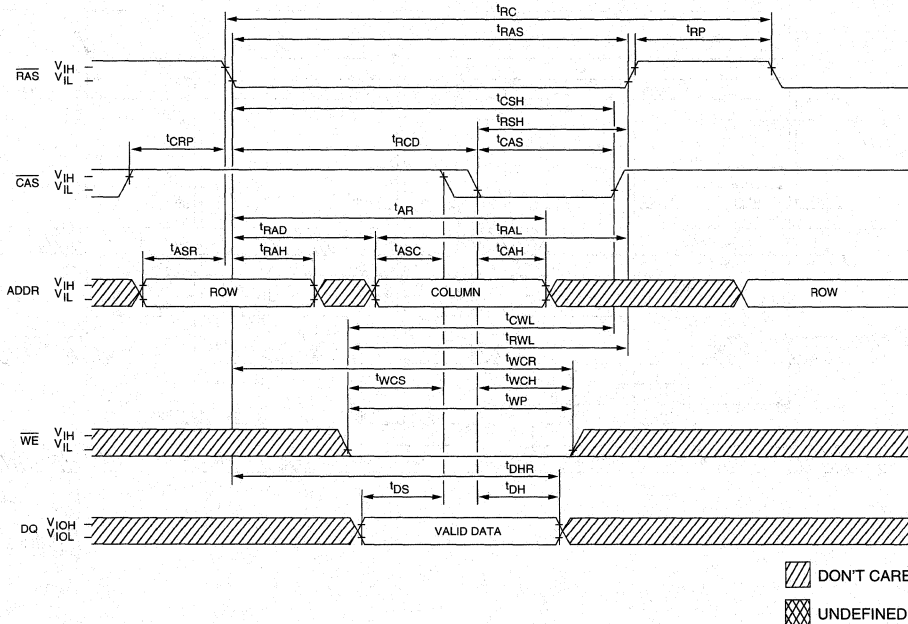 tRC
tRAS
tRP
RAS VIH
VIL
tCSH
tRSH
tCRP
tRCD
tCAS
CAS VIH
VIL
tAR
tRAD
tRAL
tASR
tRAH
tASC
tCAH
ADDR VIH
VIL
ROW
COLUMN
ROW
tCWL
tRWL
tWCR
tWCS
tWCH
tWP
WE VIH
VIL
tDHR
tDS
tDH
DQ VIOH
VIOL
VALID DATA
DON'T CARE
UNDEFINED